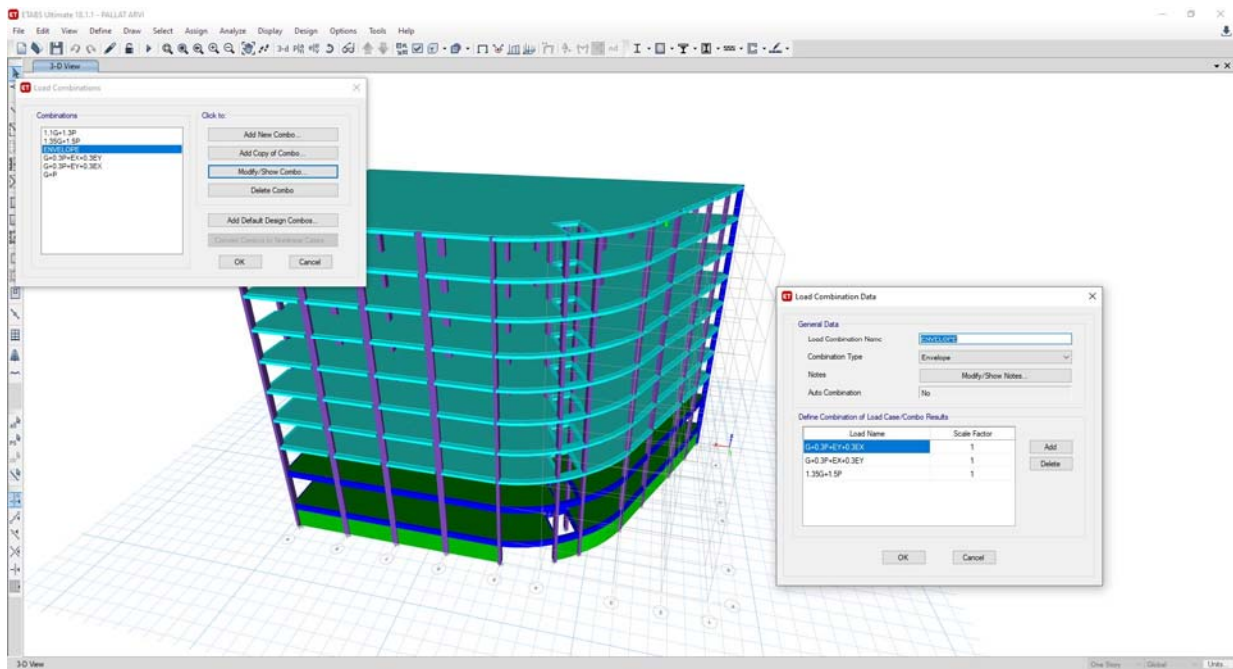 ETABS Ultimate 18.1.1 - PALLAT ARVI
File Edit View Define Draw Select Assign Analyze Display Design Options Tools Help
3-D View
Load Combinations
Combinations
1.1G+1.3P
1.35G+1.5P
ENVELOPE
G+0.3P+EX+0.3EY
G+0.3P+EY+0.3EX
G+P
Click to:
Add New Combo...
Add Copy of Combo...
Modify/Show Combo...
Delete Combo
Add Default Design Combos...
Convert Combos to Nonlinear Cases...
OK Cancel
Load Combination Data
General Data
Load Combination Name ENVELOPE
Combination Type Envelope
Notes Modify/Show Notes...
Auto Combination No
Define Combination of Load Case/Combo Results
Load Name Scale Factor
G+0.3P+EY+0.3EX 1 Add
G+0.3P+EX+0.3EY 1 Delete
1.35G+1.5P 1
OK Cancel
3-D View One Story Global Units...